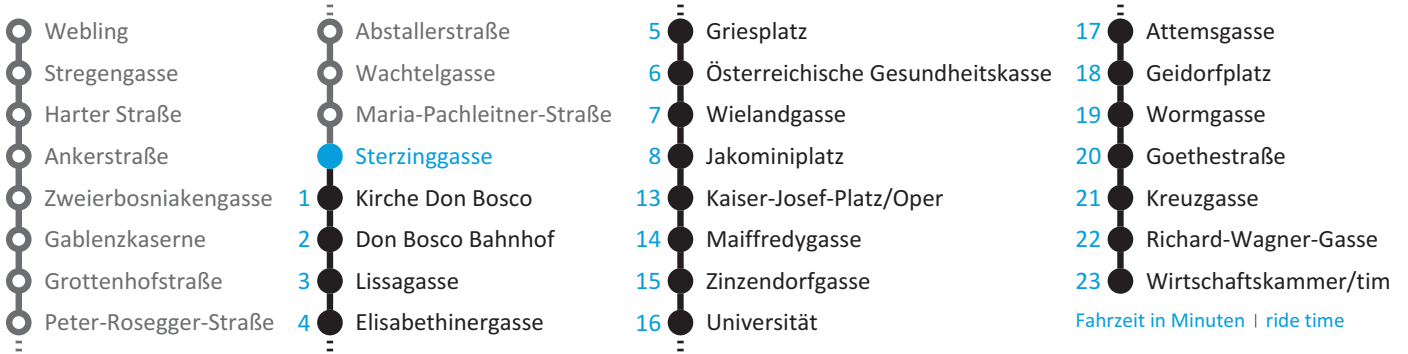 Webling
Stregengasse
Harter Straße
Ankerstraße
Zweierbosniakengasse
Gablenzkaserne
Grottenhofstraße
Peter-Rosegger-Straße
Abstallerstraße
Wachtelgasse
Maria-Pachleitner-Straße
Sterzinggasse
1 Kirche Don Bosco
2 Don Bosco Bahnhof
3 Lissagasse
4 Elisabethinergasse
5 Griesplatz
6 Österreichische Gesundheitskasse
7 Wielandgasse
8 Jakominiplatz
13 Kaiser-Josef-Platz/Oper
14 Maiffredygasse
15 Zinzendorfgasse
16 Universität
17 Attemsgasse
18 Geidorfplatz
19 Wormgasse
20 Goethestraße
21 Kreuzgasse
22 Richard-Wagner-Gasse
23 Wirtschaftskammer/tim
Fahrzeit in Minuten | ride time